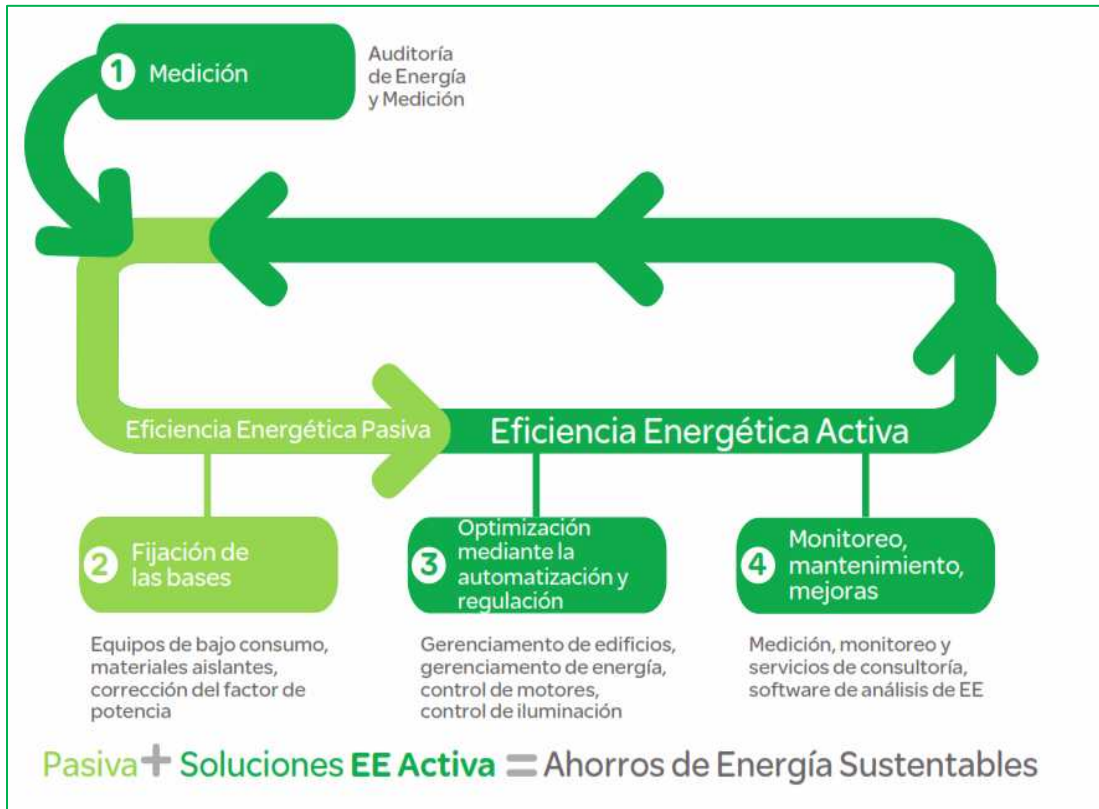 1 Medición
Auditoría
de Energía
y Medición
Eficiencia Energética Pasiva
Eficiencia Energética Activa
2 Fijación de
las bases
Equipos de bajo consumo,
materiales aislantes,
corrección del factor de
potencia
3 Optimización
mediante la
automatización y
regulación
Gerenciamento de edificios,
gerenciamento de energía,
control de motores,
control de iluminación
4 Monitoreo,
mantenimiento,
mejoras
Medición, monitoreo y
servicios de consultoría,
software de análisis de EE
Pasiva + Soluciones EE Activa = Ahorros de Energía Sustentables